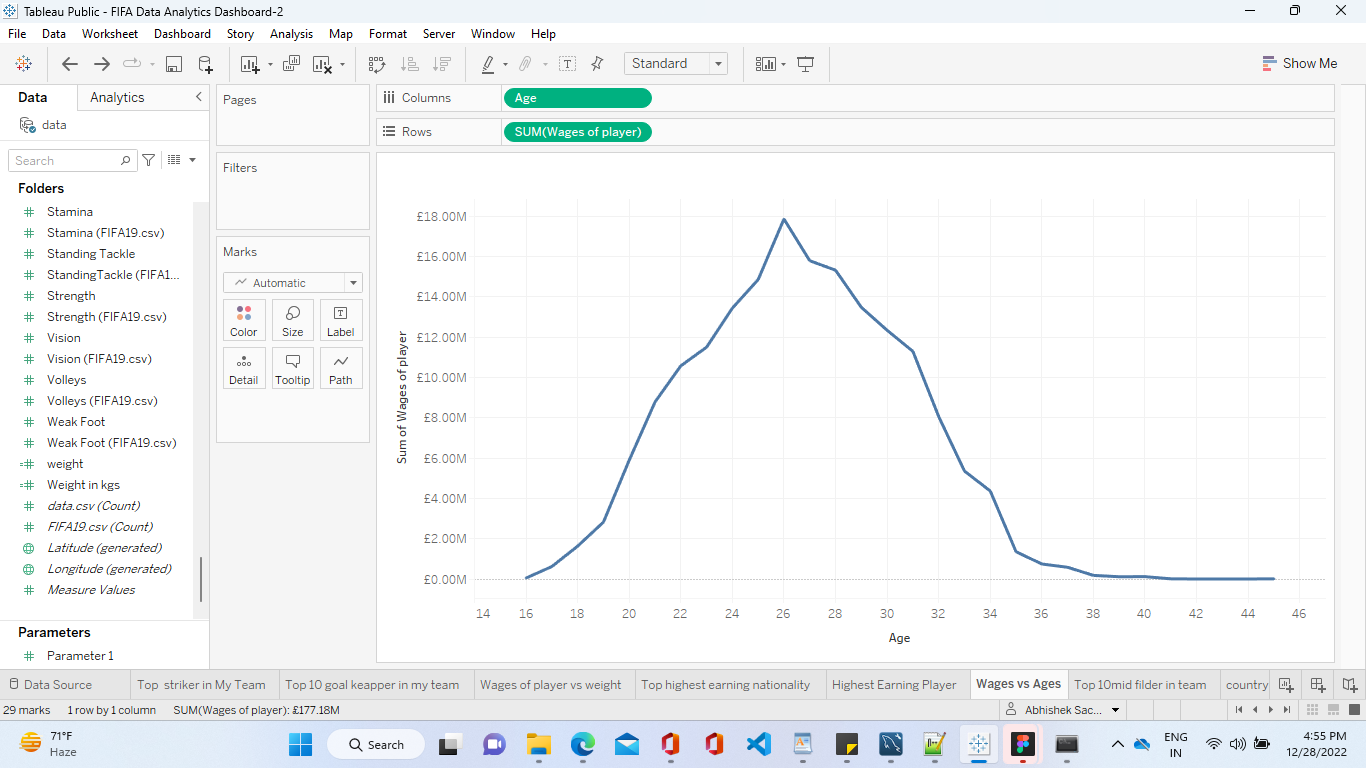 Tableau Public - FIFA Data Analytics Dashboard-2
File Data Worksheet Dashboard Story Analysis Map Format Server Window Help
Standard
Show Me
Data Analytics
data
Search
Folders
Stamina
Stamina (FIFA19.csv)
Standing Tackle
StandingTackle (FIFA1...
Strength
Strength (FIFA19.csv)
Vision
Vision (FIFA19.csv)
Volleys
Volleys (FIFA19.csv)
Weak Foot
Weak Foot (FIFA19.csv)
weight
Weight in kgs
data.csv (Count)
FIFA19.csv (Count)
Latitude (generated)
Longitude (generated)
Measure Values
Parameters
Parameter 1
Pages
Filters
Marks
Automatic
Color Size Label
Detail Tooltip Path
Columns Age
Rows SUM(Wages of player)
Sum of Wages of player
£18.00M
£16.00M
£14.00M
£12.00M
£10.00M
£8.00M
£6.00M
£4.00M
£2.00M
£0.00M
14 16 18 20 22 24 26 28 30 32 34 36 38 40 42 44 46
Age
Data Source Top striker in My Team Top 10 goal keapper in my team Wages of player vs weight Top highest earning nationality Highest Earning Player Wages vs Ages Top 10mid filder in team country
29 marks 1 row by 1 column SUM(Wages of player): £177.18M Abhishek Sac...
71°F
Haze
Search
ENG
IN
4:55 PM
12/28/2022